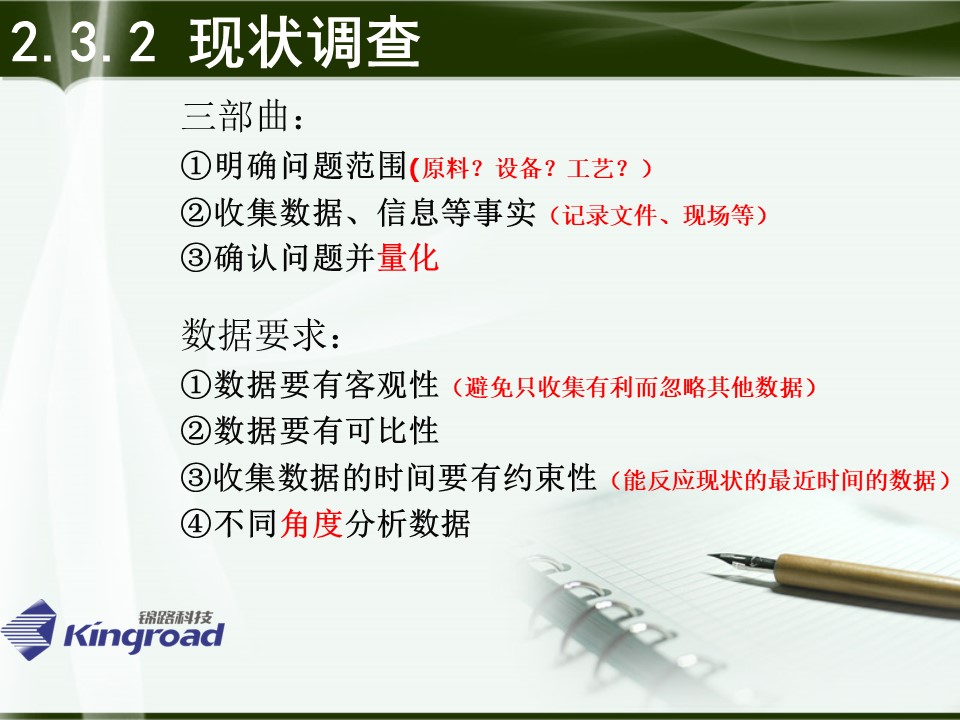 2.3.2 现状调查
三部曲：
①明确问题范围(原料？设备？工艺？）
②收集数据、信息等事实（记录文件、现场等）
③确认问题并量化
数据要求：
①数据要有客观性（避免只收集有利而忽略其他数据）
②数据要有可比性
③收集数据的时间要有约束性（能反应现状的最近时间的数据）
④不同角度分析数据
锦路科技
Kingroad